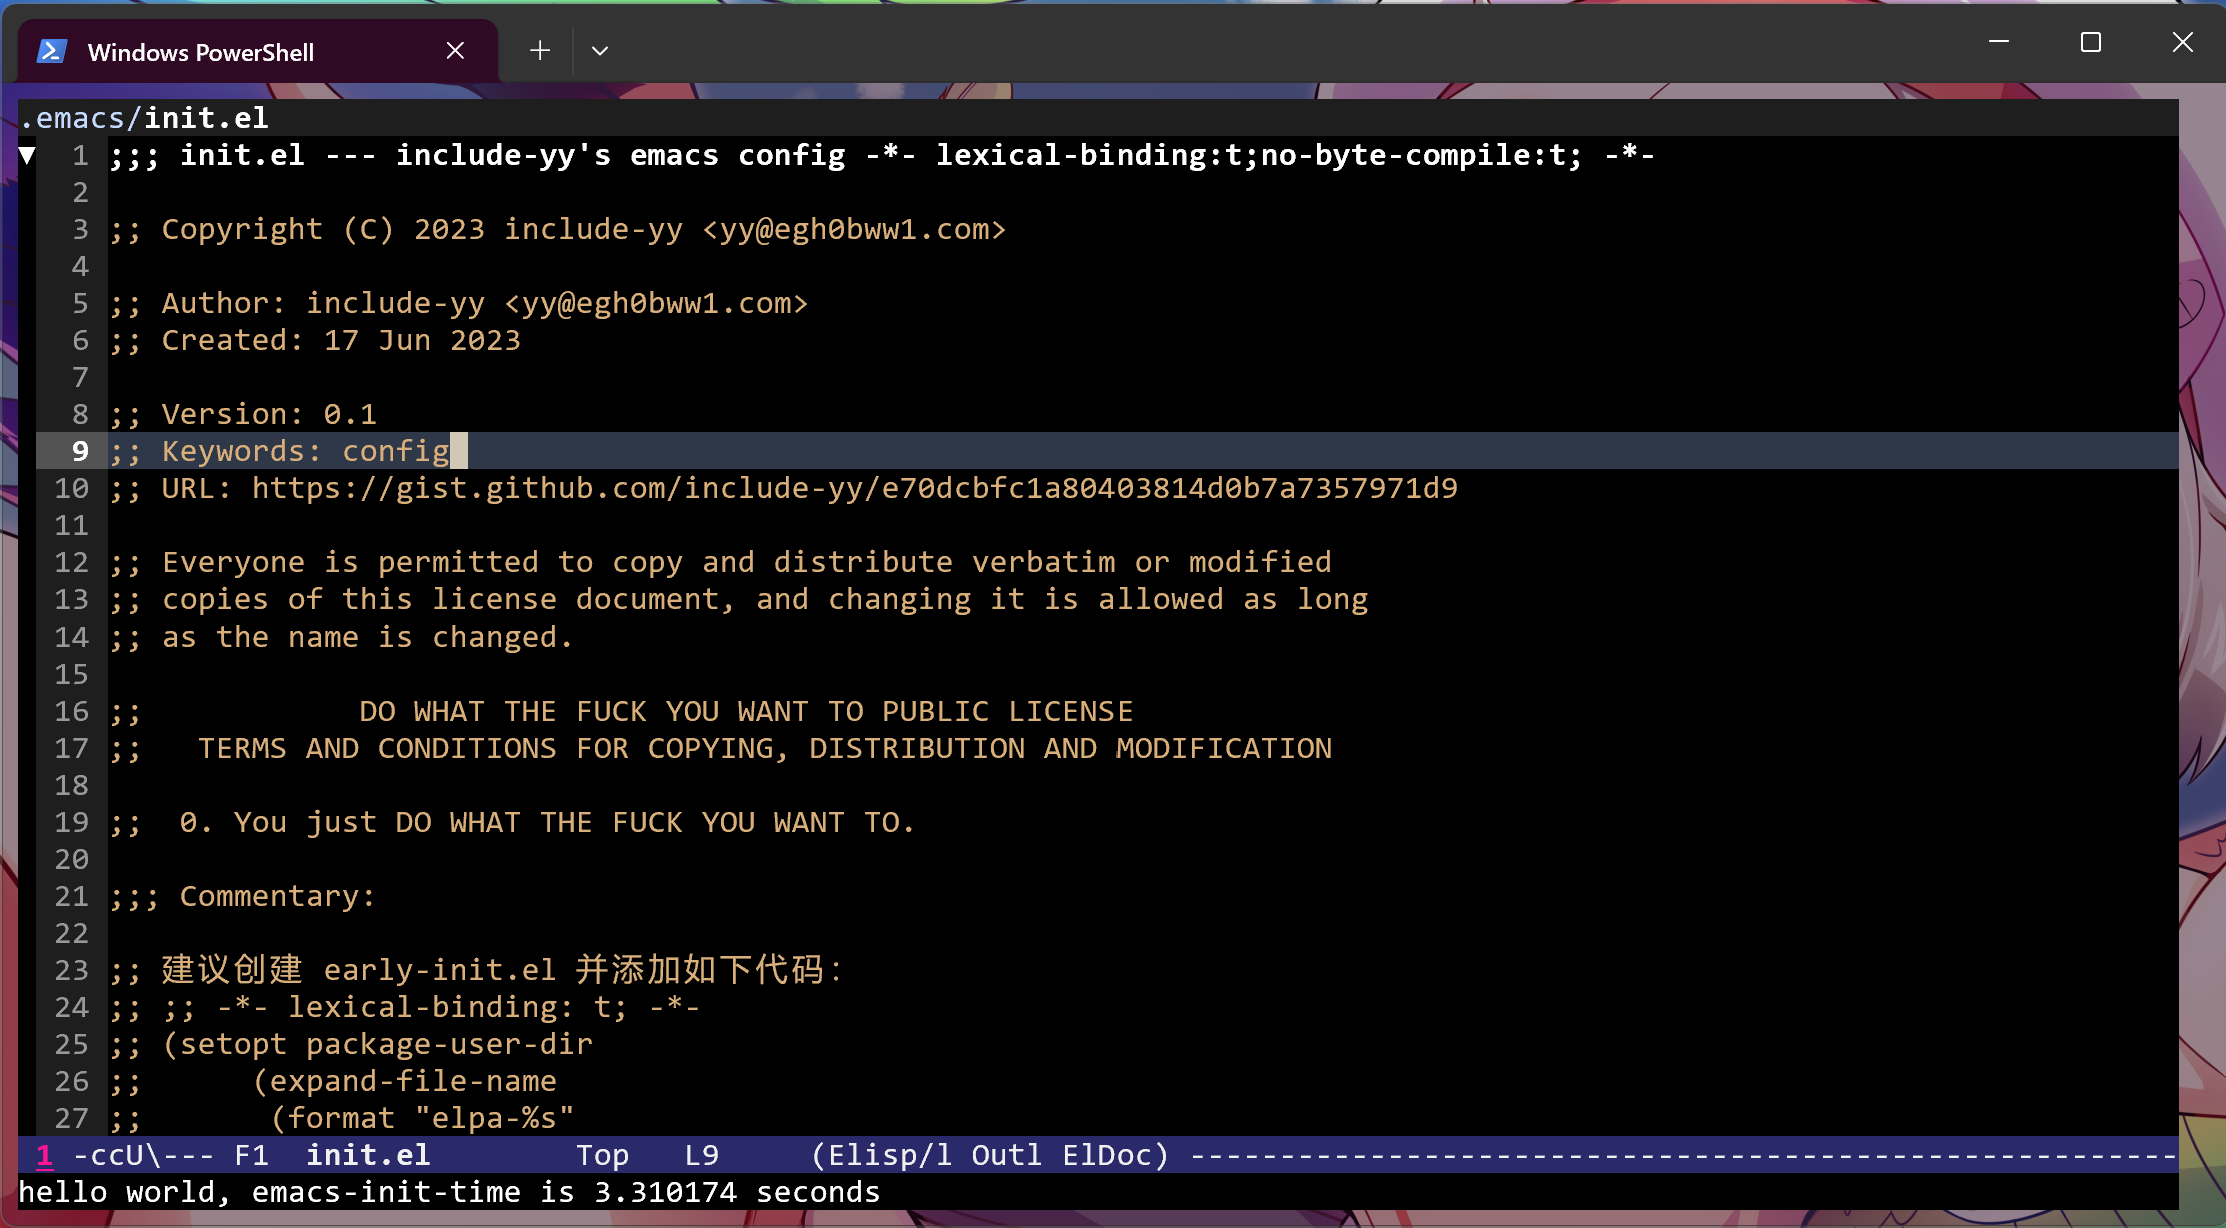 Windows PowerShell
.emacs/init.el
1 ;;; init.el --- include-yy's emacs config -*- lexical-binding:t;no-byte-compile:t; -*-
2
3 ;; Copyright (C) 2023 include-yy <yy@egh0bww1.com>
4
5 ;; Author: include-yy <yy@egh0bww1.com>
6 ;; Created: 17 Jun 2023
7
8 ;; Version: 0.1
9 ;; Keywords: config
10 ;; URL: https://gist.github.com/include-yy/e70dcbfc1a80403814d0b7a7357971d9
11
12 ;; Everyone is permitted to copy and distribute verbatim or modified
13 ;; copies of this license document, and changing it is allowed as long
14 ;; as the name is changed.
15
16 ;;            DO WHAT THE FUCK YOU WANT TO PUBLIC LICENSE
17 ;;   TERMS AND CONDITIONS FOR COPYING, DISTRIBUTION AND MODIFICATION
18
19 ;;  0. You just DO WHAT THE FUCK YOU WANT TO.
20
21 ;;; Commentary:
22
23 ;; 建议创建 early-init.el 并添加如下代码：
24 ;; ;; -*- lexical-binding: t; -*-
25 ;; (setopt package-user-dir
26 ;;      (expand-file-name
27 ;;       (format "elpa-%s"
1 -ccU\--- F1  init.el        Top   L9     (Elisp/l Outl ElDoc) -------------------------------------------------------
hello world, emacs-init-time is 3.310174 seconds